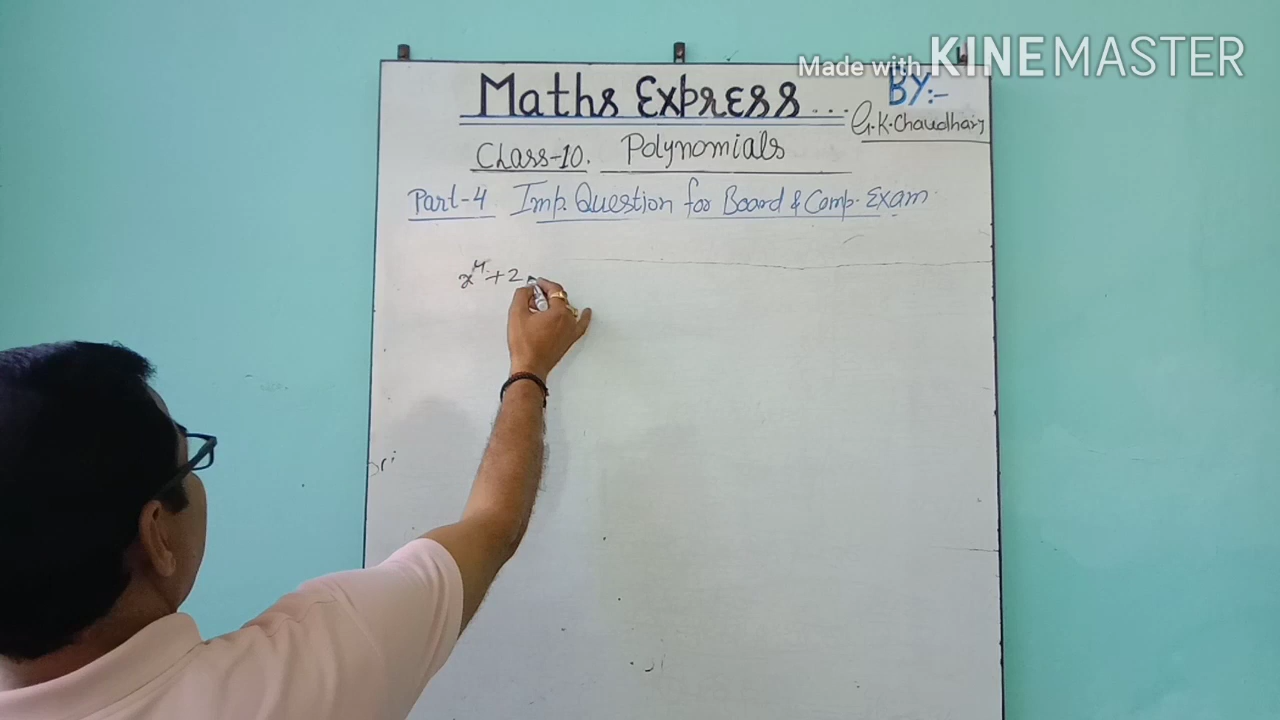 Made with KINEMASTER
Maths Express... BY:-
G.K.Chaudhary
Class-10. Polynomials
Part-4 Imp. Question for Board & Comp. Exam.
x⁴+2